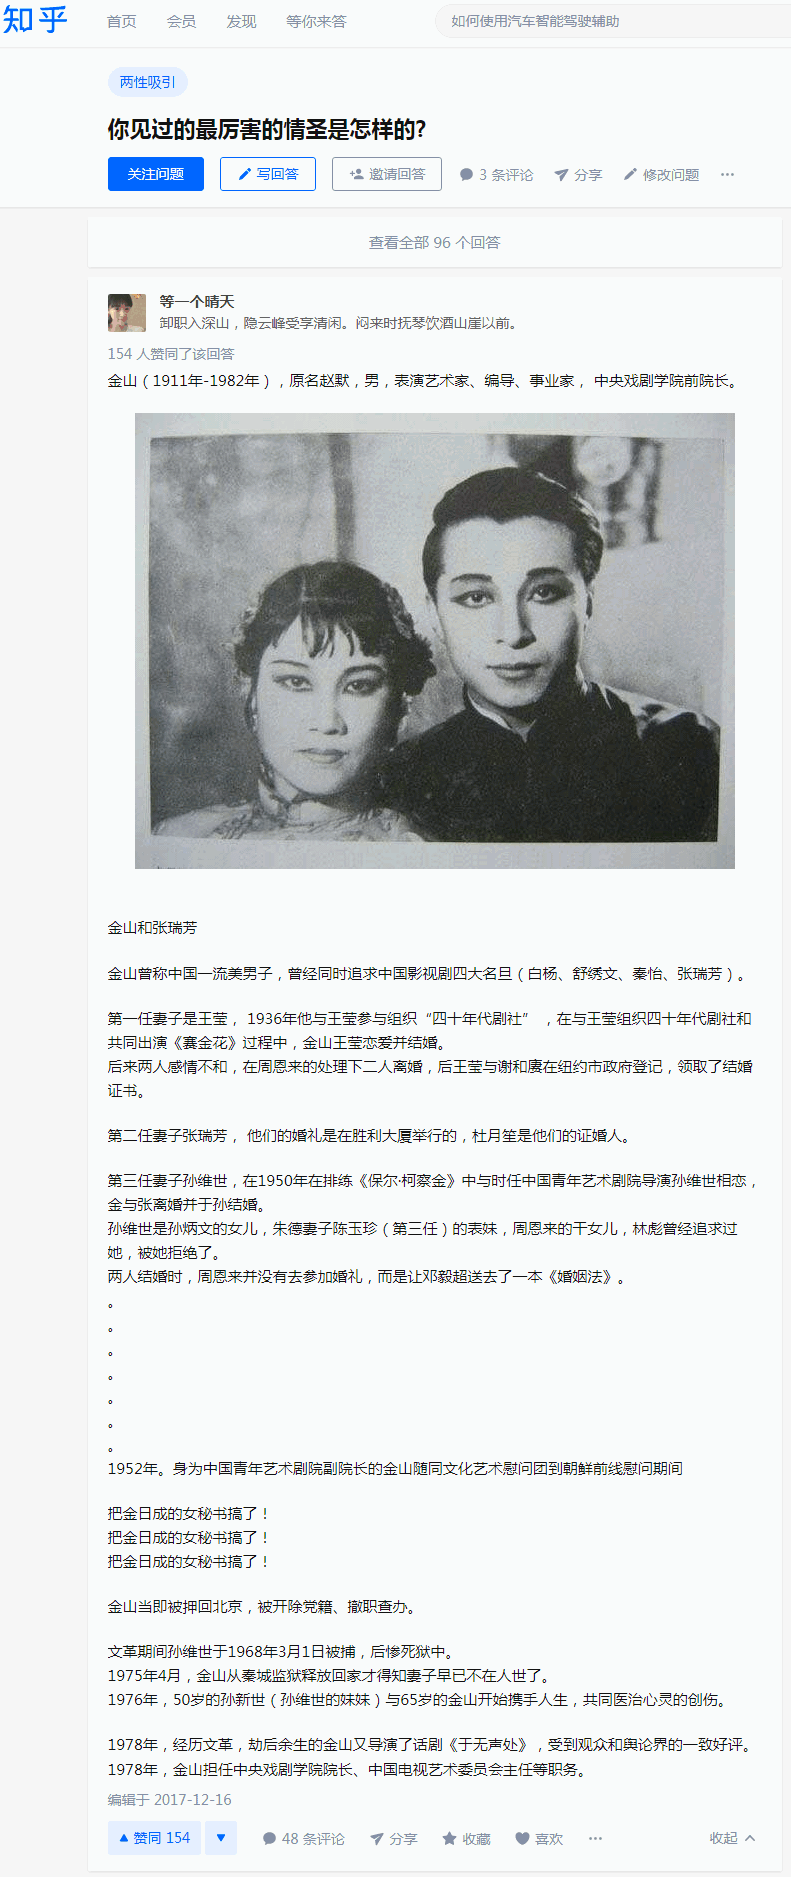 知乎
首页 会员 发现 等你来答 如何使用汽车智能驾驶辅助
两性吸引
你见过的最厉害的情圣是怎样的?
关注问题 写回答 邀请回答 3 条评论 分享 修改问题 ···
查看全部 96 个回答
等一个晴天
卸职入深山，隐云峰受享清闲。闷来时抚琴饮酒山崖以前。
154 人赞同了该回答
金山（1911年-1982年），原名赵默，男，表演艺术家、编导、事业家， 中央戏剧学院前院长。
金山和张瑞芳
金山曾称中国一流美男子，曾经同时追求中国影视剧四大名旦（白杨、舒绣文、秦怡、张瑞芳）。
第一任妻子是王莹， 1936年他与王莹参与组织“四十年代剧社” ，在与王莹组织四十年代剧社和
共同出演《赛金花》过程中，金山王莹恋爱并结婚。
后来两人感情不和，在周恩来的处理下二人离婚，后王莹与谢和赓在纽约市政府登记，领取了结婚
证书。
第二任妻子张瑞芳， 他们的婚礼是在胜利大厦举行的，杜月笙是他们的证婚人。
第三任妻子孙维世，在1950年在排练《保尔·柯察金》中与时任中国青年艺术剧院导演孙维世相恋，
金与张离婚并于孙结婚。
孙维世是孙炳文的女儿，朱德妻子陈玉珍（第三任）的表妹，周恩来的干女儿，林彪曾经追求过
她，被她拒绝了。
两人结婚时，周恩来并没有去参加婚礼，而是让邓毅超送去了一本《婚姻法》。
。
。
。
。
。
。
。
1952年。身为中国青年艺术剧院副院长的金山随同文化艺术慰问团到朝鲜前线慰问期间
把金日成的女秘书搞了！
把金日成的女秘书搞了！
把金日成的女秘书搞了！
金山当即被押回北京，被开除党籍、撤职查办。
文革期间孙维世于1968年3月1日被捕，后惨死狱中。
1975年4月，金山从秦城监狱释放回家才得知妻子早已不在人世了。
1976年，50岁的孙新世（孙维世的妹妹）与65岁的金山开始携手人生，共同医治心灵的创伤。
1978年，经历文革，劫后余生的金山又导演了话剧《于无声处》，受到观众和舆论界的一致好评。
1978年，金山担任中央戏剧学院院长、中国电视艺术委员会主任等职务。
编辑于 2017-12-16
赞同 154 48 条评论 分享 收藏 喜欢 ··· 收起